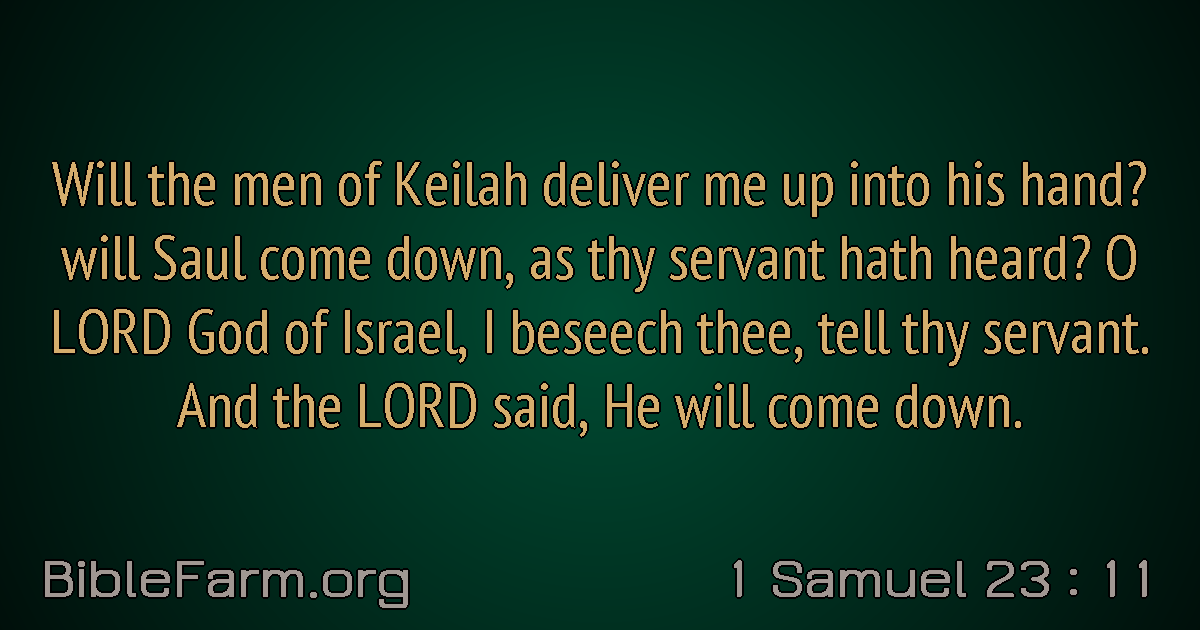 Will the men of Keilah deliver me up into his hand?
will Saul come down, as thy servant hath heard? O
LORD God of Israel, I beseech thee, tell thy servant.
And the LORD said, He will come down.
BibleFarm.org
1 Samuel 23 : 11